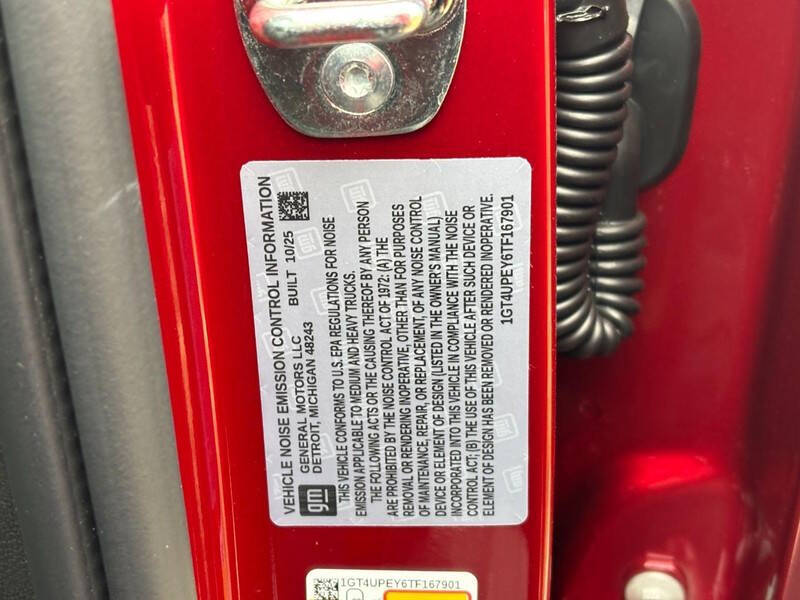 VEHICLE NOISE EMISSION CONTROL INFORMATION
gm
GENERAL MOTORS LLC BUILT 10/25
DETROIT, MICHIGAN 48243
THIS VEHICLE CONFORMS TO U.S. EPA REGULATIONS FOR NOISE
EMISSION APPLICABLE TO MEDIUM AND HEAVY TRUCKS.
THE FOLLOWING ACTS OR THE CAUSING THEREOF BY ANY PERSON
ARE PROHIBITED BY THE NOISE CONTROL ACT OF 1972: (A) THE
REMOVAL OR RENDERING INOPERATIVE, OTHER THAN FOR PURPOSES
OF MAINTENANCE, REPAIR, OR REPLACEMENT, OF ANY NOISE CONTROL
DEVICE OR ELEMENT OF DESIGN (LISTED IN THE OWNER'S MANUAL)
INCORPORATED INTO THIS VEHICLE IN COMPLIANCE WITH THE NOISE
CONTROL ACT; (B) THE USE OF THIS VEHICLE AFTER SUCH DEVICE OR
ELEMENT OF DESIGN HAS BEEN REMOVED OR RENDERED INOPERATIVE.
1GT4UPEY6TF167901
1GT4UPEY6TF167901